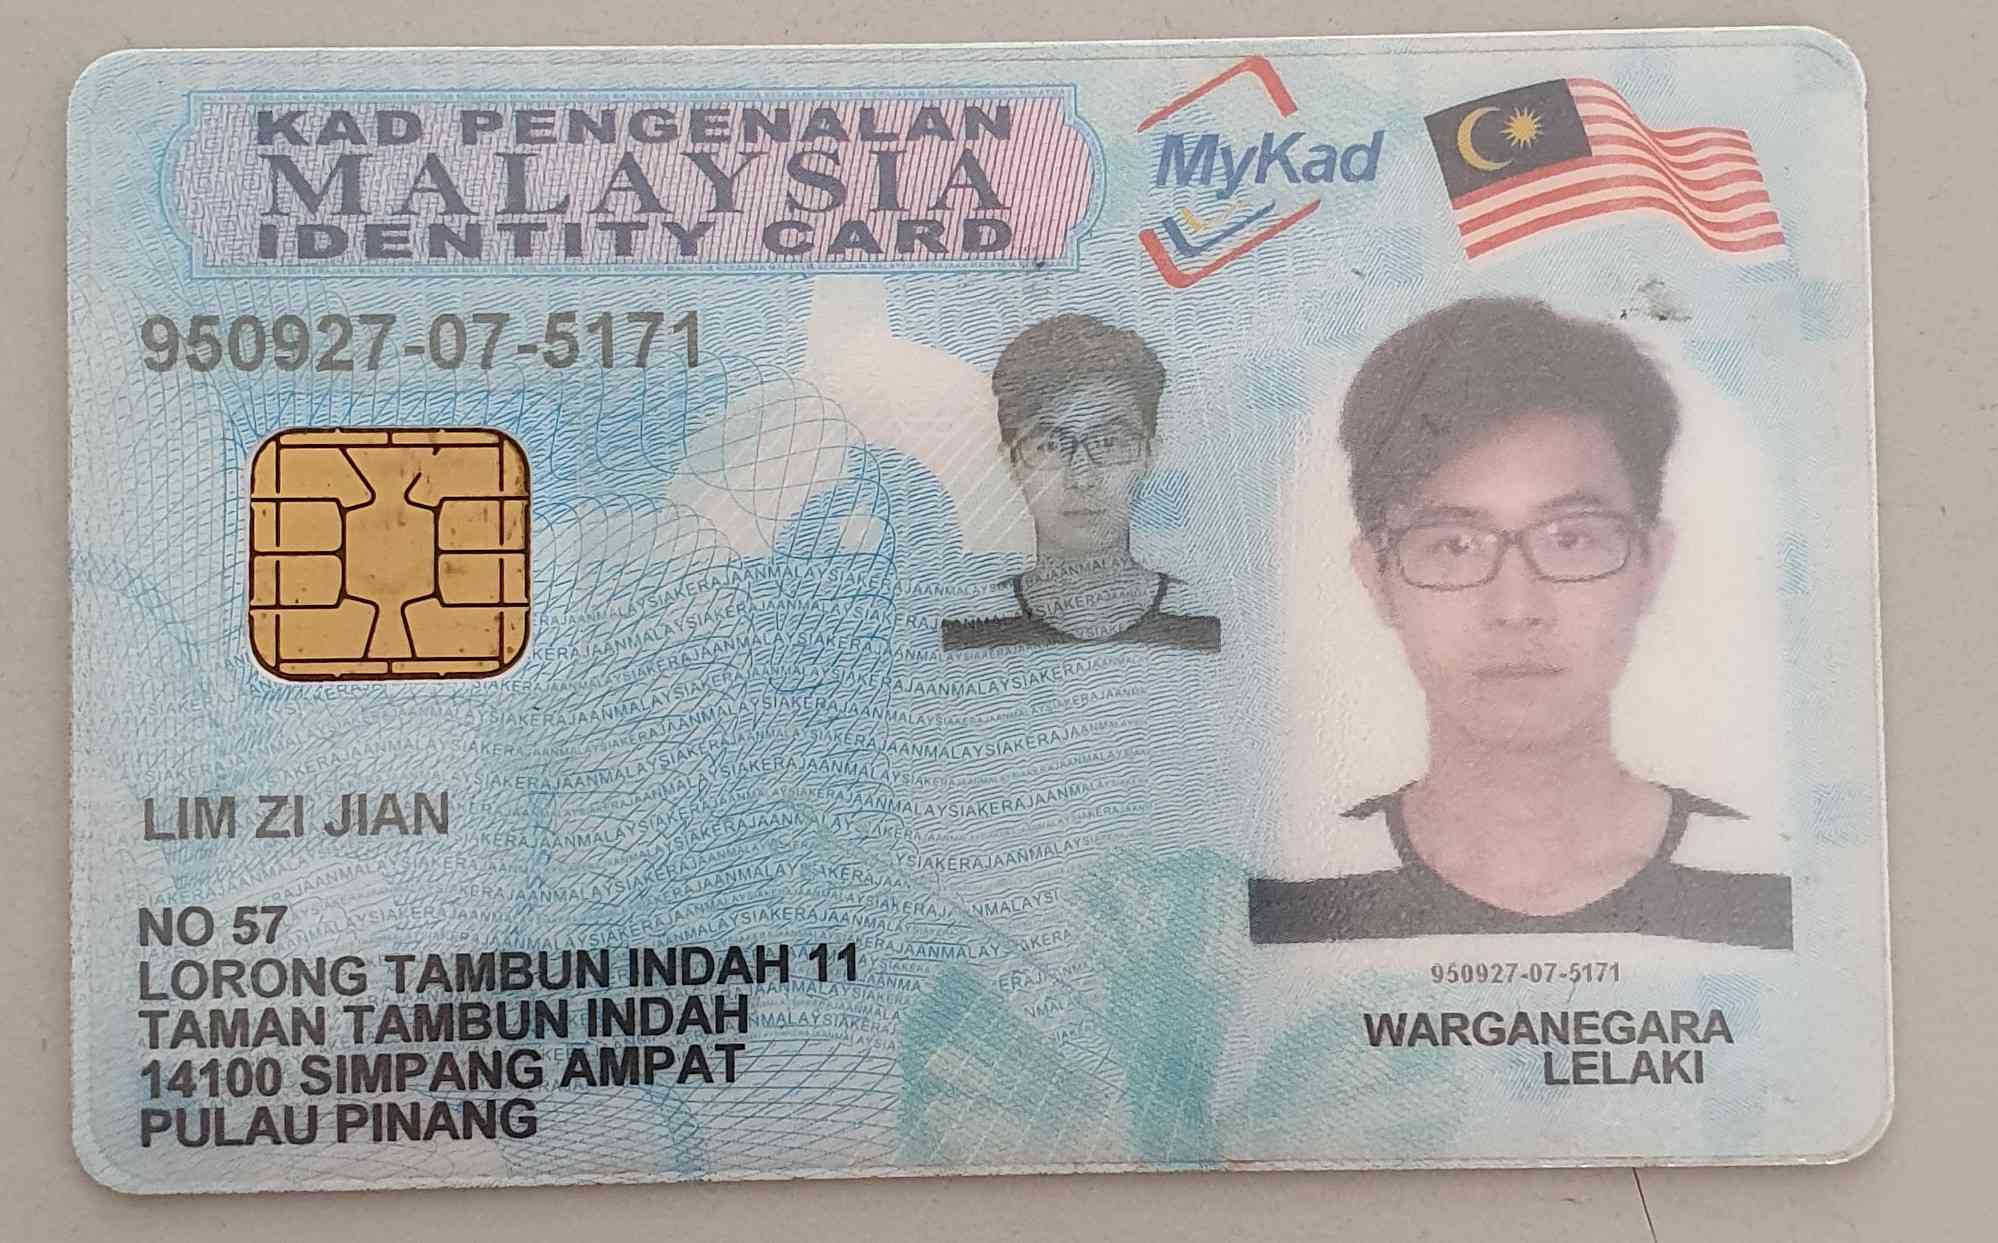 KAD PENGENALAN
MALAYSIA
IDENTITY CARD
MyKad
950927-07-5171
LIM ZI JIAN
NO 57
LORONG TAMBUN INDAH 11
TAMAN TAMBUN INDAH
14100 SIMPANG AMPAT
PULAU PINANG
950927-07-5171
WARGANEGARA
LELAKI